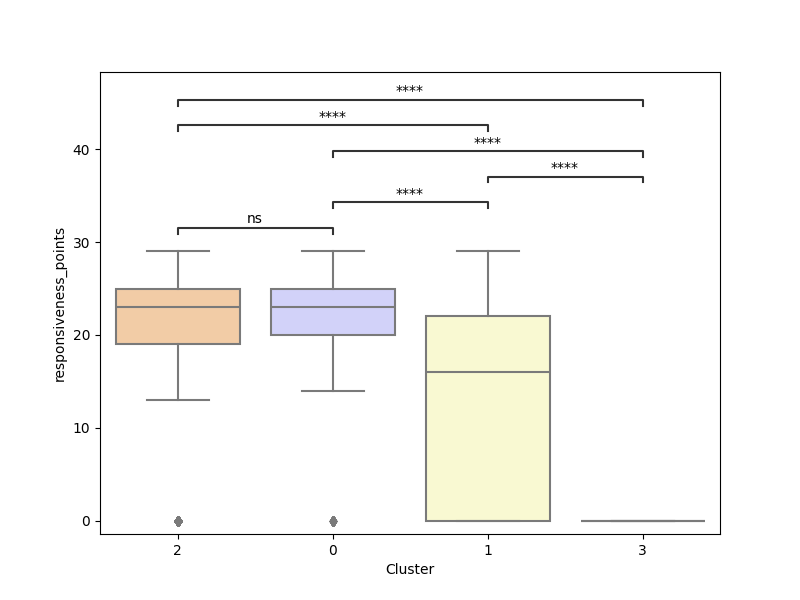 ****
****
****
****
****
ns
40
30
20
10
0
responsiveness_points
2 0 1 3
Cluster